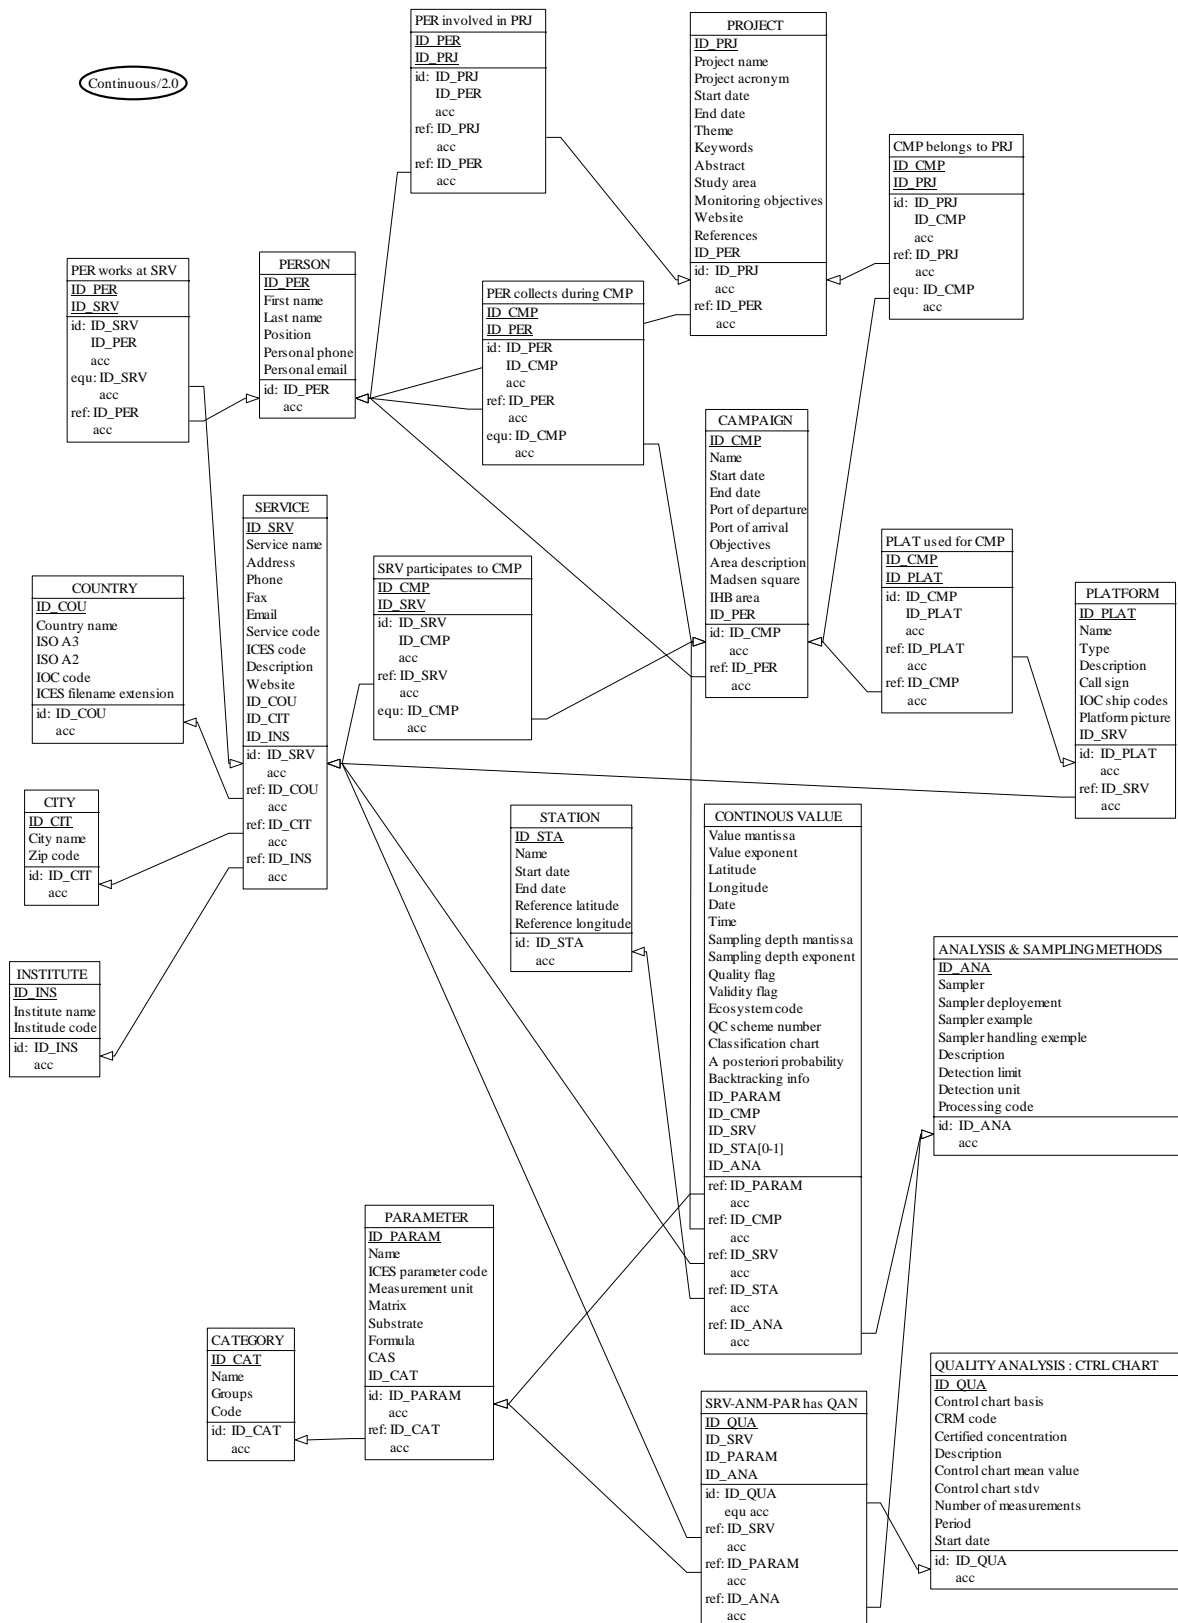 Continuous/2.0
PER involved in PRJ
ID_PER
ID_PRJ
id: ID_PRJ
ID_PER
acc
ref: ID_PRJ
acc
ref: ID_PER
acc
PROJECT
ID_PRJ
Project name
Project acronym
Start date
End date
Theme
Keywords
Abstract
Study area
Monitoring objectives
Website
References
ID_PER
id: ID_PRJ
acc
ref: ID_PER
acc
CMP belongs to PRJ
ID_CMP
ID_PRJ
id: ID_PRJ
ID_CMP
acc
ref: ID_PRJ
acc
equ: ID_CMP
acc
PER works at SRV
ID_PER
ID_SRV
id: ID_SRV
ID_PER
acc
equ: ID_SRV
acc
ref: ID_PER
acc
PERSON
ID_PER
First name
Last name
Position
Personal phone
Personal email
id: ID_PER
acc
PER collects during CMP
ID_CMP
ID_PER
id: ID_PER
ID_CMP
acc
ref: ID_PER
acc
equ: ID_CMP
acc
CAMPAIGN
ID_CMP
Name
Start date
End date
Port of departure
Port of arrival
Objectives
Area description
Madsen square
IHB area
ID_PER
id: ID_CMP
acc
ref: ID_PER
acc
SERVICE
ID_SRV
Service name
Address
Phone
Fax
Email
Service code
ICES code
Description
Website
ID_COU
ID_CIT
ID_INS
id: ID_SRV
acc
ref: ID_COU
acc
ref: ID_CIT
acc
ref: ID_INS
acc
SRV participates to CMP
ID_CMP
ID_SRV
id: ID_SRV
ID_CMP
acc
ref: ID_SRV
acc
equ: ID_CMP
acc
PLAT used for CMP
ID_CMP
ID_PLAT
id: ID_CMP
ID_PLAT
acc
ref: ID_PLAT
acc
ref: ID_CMP
acc
PLATFORM
ID_PLAT
Name
Type
Description
Call sign
IOC ship codes
Platform picture
ID_SRV
id: ID_PLAT
acc
ref: ID_SRV
acc
COUNTRY
ID_COU
Country name
ISO A3
ISO A2
IOC code
ICES filename extension
id: ID_COU
acc
CITY
ID_CIT
City name
Zip code
id: ID_CIT
acc
INSTITUTE
ID_INS
Institute name
Institude code
id: ID_INS
acc
STATION
ID_STA
Name
Start date
End date
Reference latitude
Reference longitude
id: ID_STA
acc
CONTINOUS VALUE
Value mantissa
Value exponent
Latitude
Longitude
Date
Time
Sampling depth mantissa
Sampling depth exponent
Quality flag
Validity flag
Ecosystem code
QC scheme number
Classification chart
A posteriori probability
Backtracking info
ID_PARAM
ID_CMP
ID_SRV
ID_STA[0-1]
ID_ANA
ref: ID_PARAM
acc
ref: ID_CMP
acc
ref: ID_SRV
acc
ref: ID_STA
acc
ref: ID_ANA
acc
ANALYSIS & SAMPLING METHODS
ID_ANA
Sampler
Sampler deployement
Sampler example
Sampler handling exemple
Description
Detection limit
Detection unit
Processing code
id: ID_ANA
acc
PARAMETER
ID_PARAM
Name
ICES parameter code
Measurement unit
Matrix
Substrate
Formula
CAS
ID_CAT
id: ID_PARAM
acc
ref: ID_CAT
acc
CATEGORY
ID_CAT
Name
Groups
Code
id: ID_CAT
acc
SRV-ANM-PAR has QAN
ID_QUA
ID_SRV
ID_PARAM
ID_ANA
id: ID_QUA
equ acc
ref: ID_SRV
acc
ref: ID_PARAM
acc
ref: ID_ANA
acc
QUALITY ANALYSIS : CTRL CHART
ID_QUA
Control chart basis
CRM code
Certified concentration
Description
Control chart mean value
Control chart stdv
Number of measurements
Period
Start date
id: ID_QUA
acc